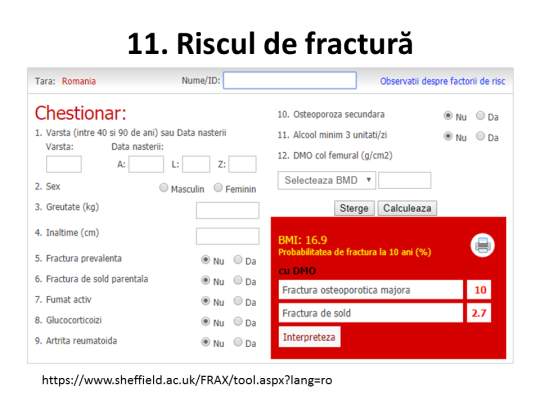 11. Riscul de fractură
Tara: Romania
Nume/ID:
Observatii despre factorii de risc
Chestionar:
1. Varsta (intre 40 si 90 de ani) sau Data nasterii
Varsta: Data nasterii:
A: L: Z:
2. Sex Masculin Feminin
3. Greutate (kg)
4. Inaltime (cm)
5. Fractura prevalenta Nu Da
6. Fractura de sold parentala Nu Da
7. Fumat activ Nu Da
8. Glucocorticoizi Nu Da
9. Artrita reumatoida Nu Da
10. Osteoporoza secundara Nu Da
11. Alcool minim 3 unitati/zi Nu Da
12. DMO col femural (g/cm2)
Selecteaza BMD
Sterge Calculeaza
BMI: 16.9
Probabilitatea de fractura la 10 ani (%)
cu DMO
Fractura osteoporotica majora 10
Fractura de sold 2.7
Interpreteza
https://www.sheffield.ac.uk/FRAX/tool.aspx?lang=ro